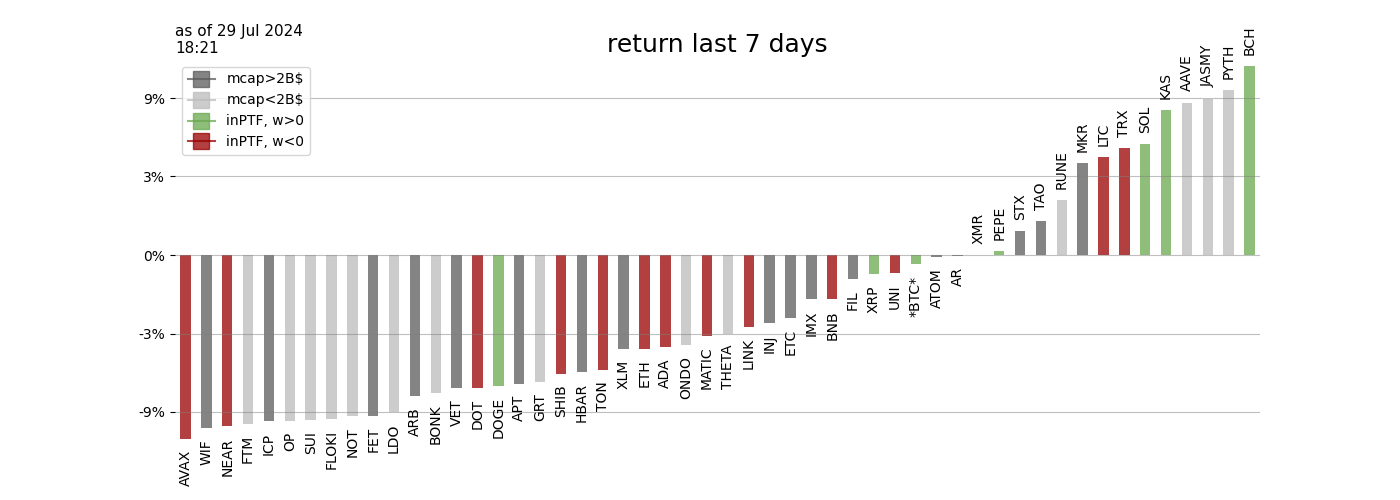 as of 29 Jul 2024
18:21
return last 7 days
mcap>2B$
mcap<2B$
inPTF, w>0
inPTF, w<0
9%
3%
0%
-3%
-9%
AVAX
WIF
NEAR
FTM
ICP
OP
SUI
FLOKI
NOT
FET
LDO
ARB
BONK
VET
DOT
DOGE
APT
GRT
SHIB
HBAR
TON
XLM
ETH
ADA
ONDO
MATIC
THETA
LINK
INJ
ETC
IMX
BNB
FIL
XRP
UNI
*BTC*
ATOM
AR
XMR
PEPE
STX
TAO
RUNE
MKR
LTC
TRX
SOL
KAS
AAVE
JASMY
PYTH
BCH